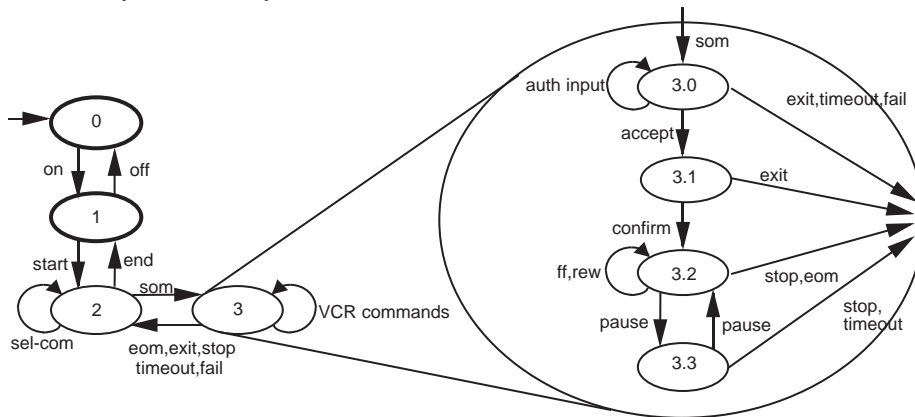 som
auth input
3.0
exit,timeout,fail
accept
0
on
off
3.1
exit
1
confirm
start
end
ff,rew
3.2
stop,eom
som
2
3
VCR commands
sel-com
eom,exit,stop
timeout,fail
pause
pause
stop,
timeout
3.3